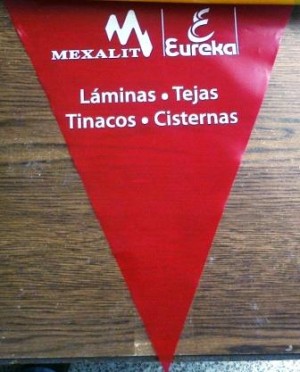 MEXALIT Eureka
Láminas • Tejas
Tinacos • Cisternas